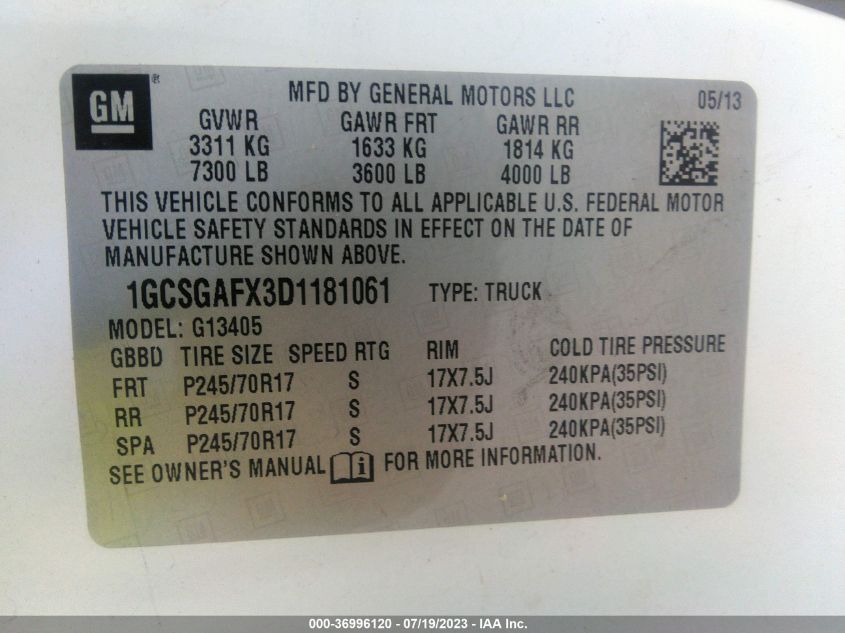 GM ®
MFD BY GENERAL MOTORS LLC 05/13
GVWR GAWR FRT GAWR RR
3311 KG 1633 KG 1814 KG
7300 LB 3600 LB 4000 LB
THIS VEHICLE CONFORMS TO ALL APPLICABLE U.S. FEDERAL MOTOR
VEHICLE SAFETY STANDARDS IN EFFECT ON THE DATE OF
MANUFACTURE SHOWN ABOVE.
1GCSGAFX3D1181061 TYPE: TRUCK
MODEL: G13405
GBBD TIRE SIZE SPEED RTG RIM COLD TIRE PRESSURE
FRT P245/70R17 S 17X7.5J 240KPA(35PSI)
RR P245/70R17 S 17X7.5J 240KPA(35PSI)
SPA P245/70R17 S 17X7.5J 240KPA(35PSI)
SEE OWNER'S MANUAL i FOR MORE INFORMATION.
000-36996120 - 07/19/2023 - IAA Inc.